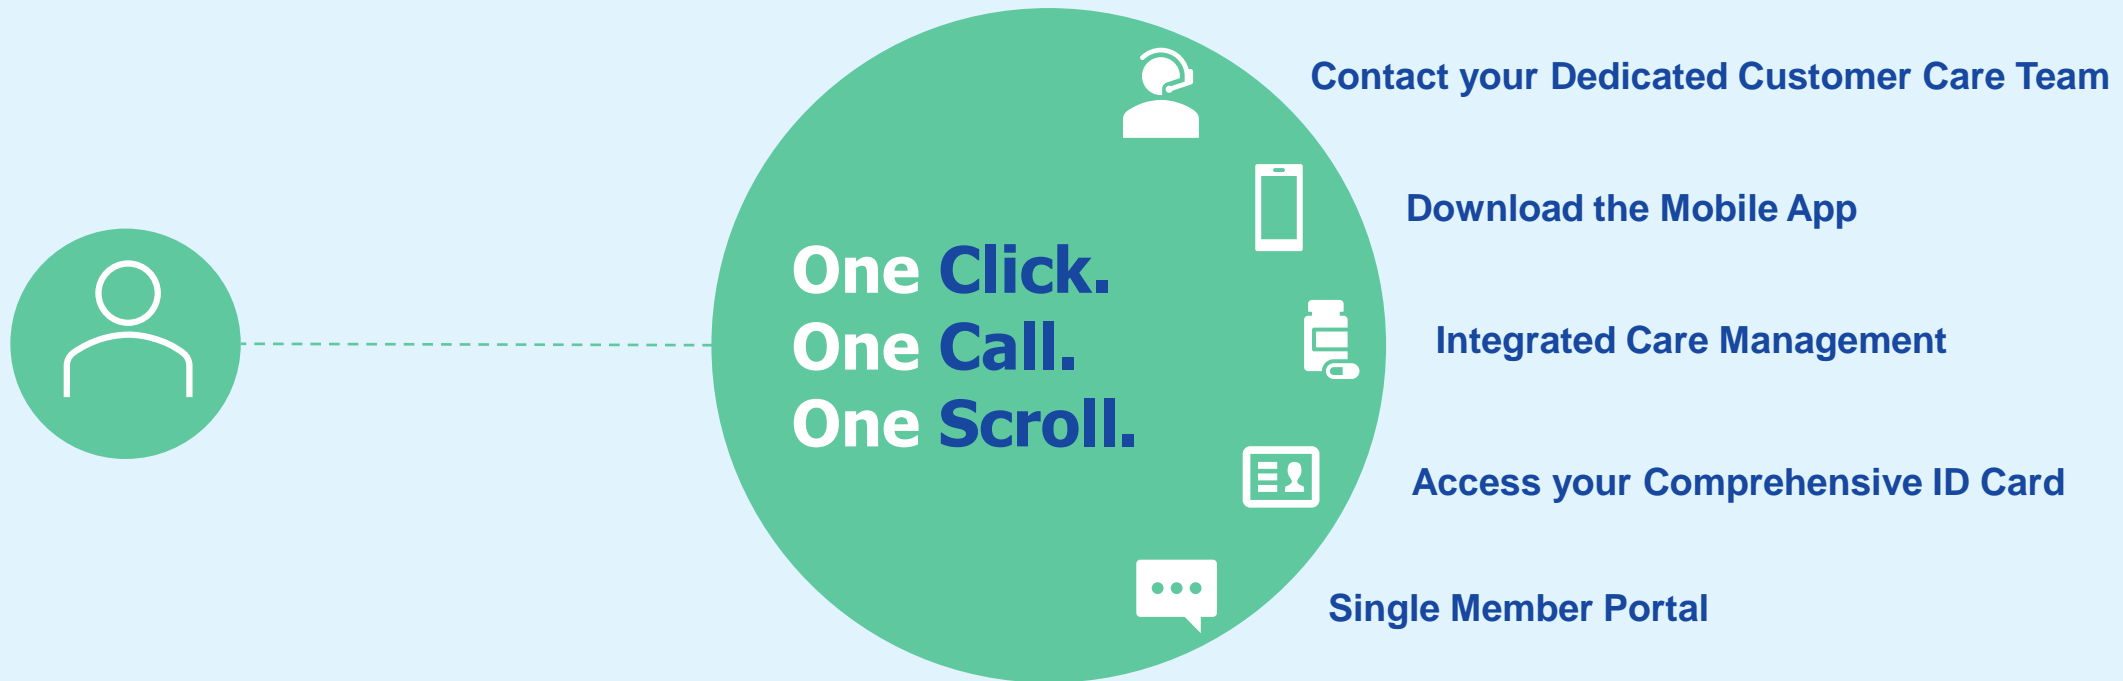 One Click.
One Call.
One Scroll.
Contact your Dedicated Customer Care Team
Download the Mobile App
Integrated Care Management
Access your Comprehensive ID Card
Single Member Portal